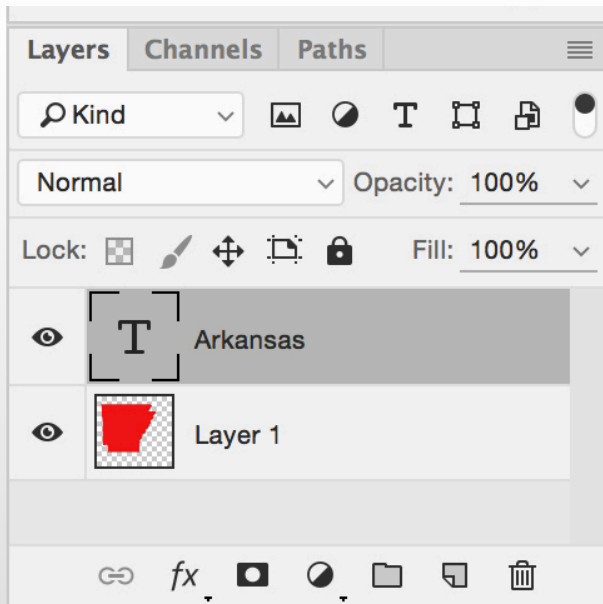 Layers Channels Paths
Kind T
Normal Opacity: 100%
Lock: Fill: 100%
T Arkansas
Layer 1
fx